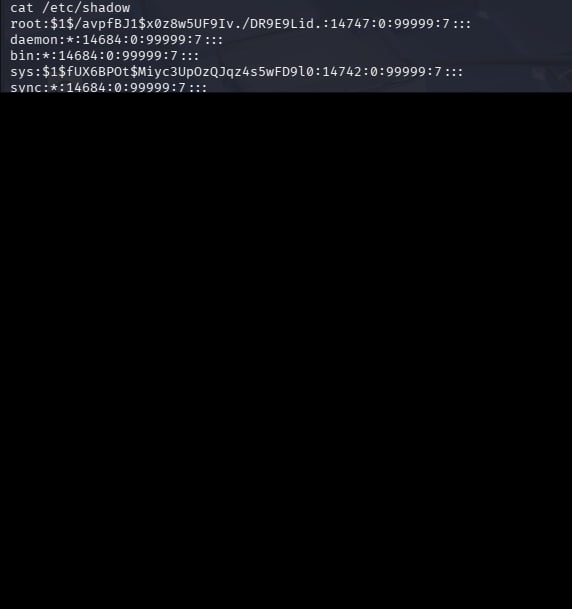 cat /etc/shadow
root:$1$/avpfBJ1$x0z8w5UF9Iv./DR9E9Lid.:14747:0:99999:7:::
daemon:*:14684:0:99999:7:::
bin:*:14684:0:99999:7:::
sys:$1$fUX6BPOt$Miyc3UpOzQJqz4s5wFD9l0:14742:0:99999:7:::
sync:*:14684:0:99999:7:::